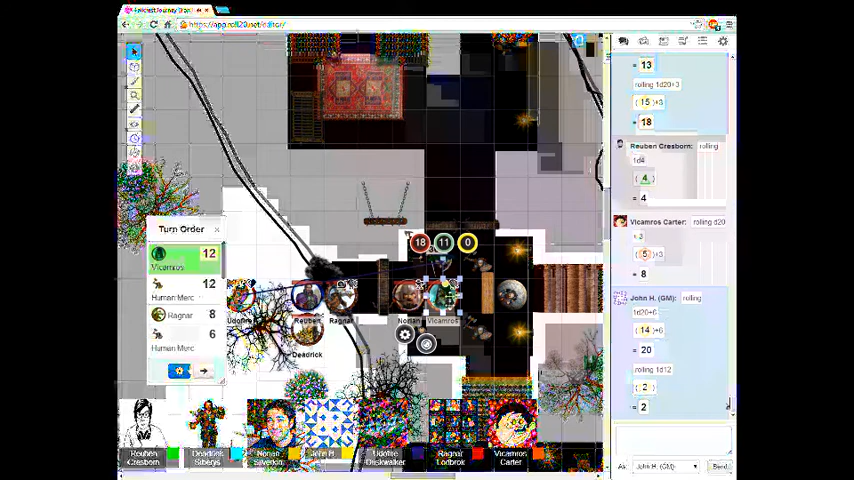 https://app.roll20.net/editor/
13
rolling 1d20+3
(15)+3
= 18
Reuben Cresborn: rolling
1d4
(4)
= 4
Vicamros Carter: rolling d20
+3
(5)+3
= 8
John H. (GM): rolling
1d20+6
(14)+6
= 20
rolling 1d12
(2)
= 2
As: John H. (GM)
Send
Turn Order
Vicamros 12
Human Merc 12
Ragnar 8
Human Merc 6
18 11 0
Udofire
Reuben
Ragnar
Norian
Vicamros
Deadrick
Reuben Cresborn
Deadrick Siberys
Norian Silverion
John H.
Udofire Duskwalker
Ragnar Lodbrok
Vicamros Carter